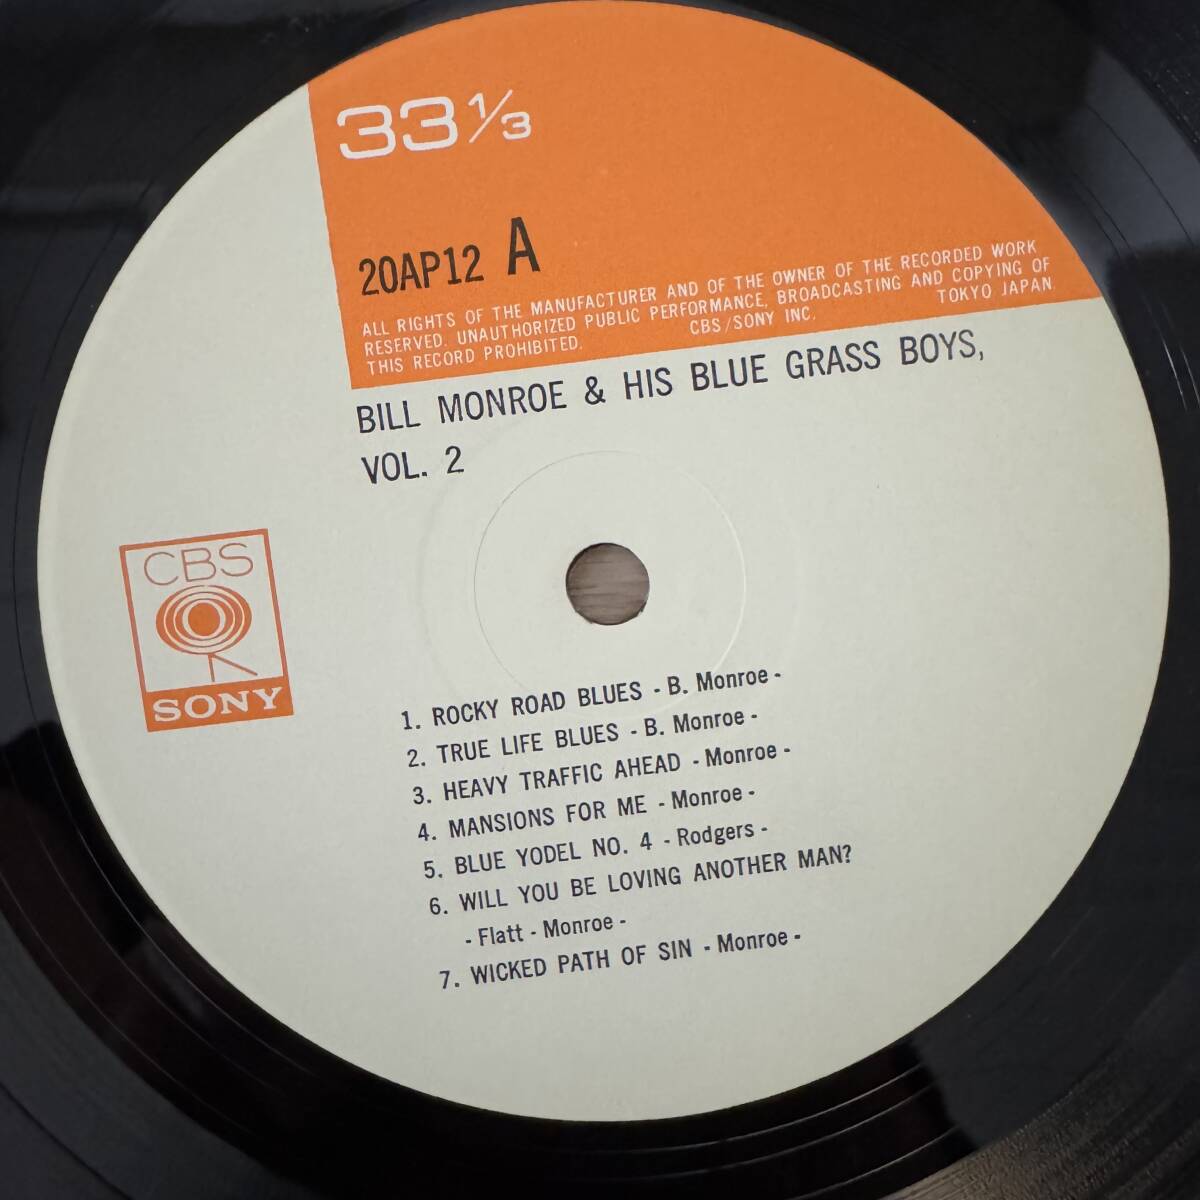 33 1/3
20AP12 A
ALL RIGHTS OF THE MANUFACTURER AND OF THE OWNER OF THE RECORDED WORK
RESERVED. UNAUTHORIZED PUBLIC PERFORMANCE, BROADCASTING AND COPYING OF
THIS RECORD PROHIBITED. CBS/SONY INC. TOKYO JAPAN.
BILL MONROE & HIS BLUE GRASS BOYS,
VOL. 2
CBS
SONY
1. ROCKY ROAD BLUES - B. Monroe -
2. TRUE LIFE BLUES - B. Monroe -
3. HEAVY TRAFFIC AHEAD - Monroe -
4. MANSIONS FOR ME - Monroe -
5. BLUE YODEL NO. 4 - Rodgers -
6. WILL YOU BE LOVING ANOTHER MAN?
- Flatt - Monroe -
7. WICKED PATH OF SIN - Monroe -